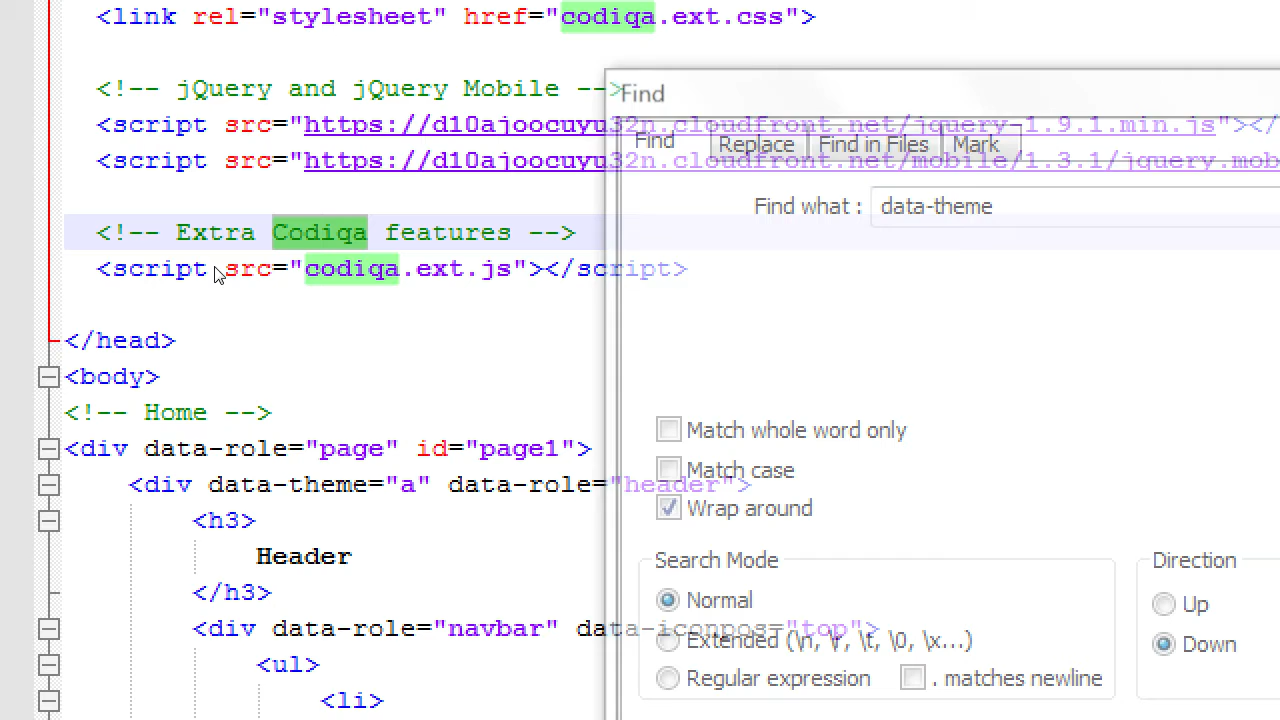 <link rel="stylesheet" href="codiqa.ext.css">
<!-- jQuery and jQuery Mobile -->
Find
<script src="https://d10ajoocuyu32n.cloudfront.net/jquery-1.9.1.min.js"></
Find Replace Find in Files Mark
<script src="https://d10ajoocuyu32n.cloudfront.net/mobile/1.3.1/jquery.mob
Find what : data-theme
<!-- Extra Codiqa features -->
<script src="codiqa.ext.js"></script>
</head>
<body>
<!-- Home -->
Match whole word only
<div data-role="page" id="page1">
Match case
<div data-theme="a" data-role="header">
Wrap around
<h3>
Header
Search Mode
Direction
</h3>
Normal
Up
<div data-role="navbar" data-iconpos="top">
Extended (\n, \r, \t, \0, \x...)
Down
<ul>
Regular expression . matches newline
<li>